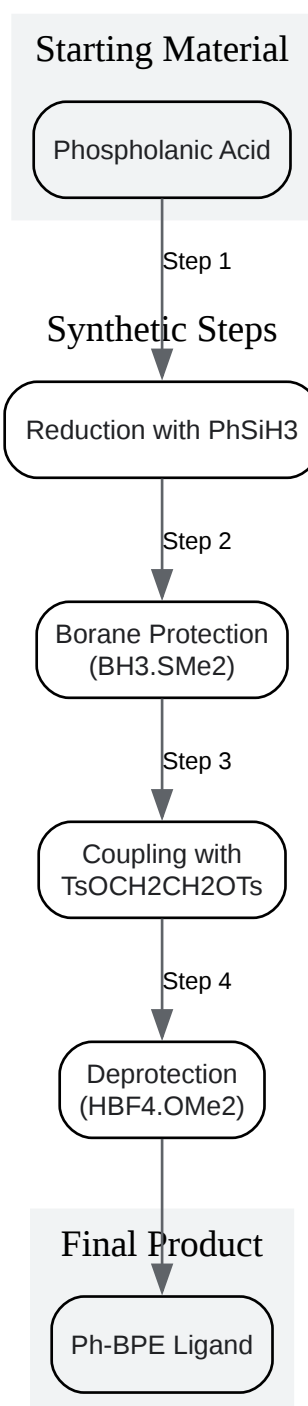 Starting Material
Phospholanic Acid
Step 1
Synthetic Steps
Reduction with PhSiH3
Step 2
Borane Protection
(BH3.SMe2)
Step 3
Coupling with
TsOCH2CH2OTs
Step 4
Deprotection
(HBF4.OMe2)
Final Product
Ph-BPE Ligand